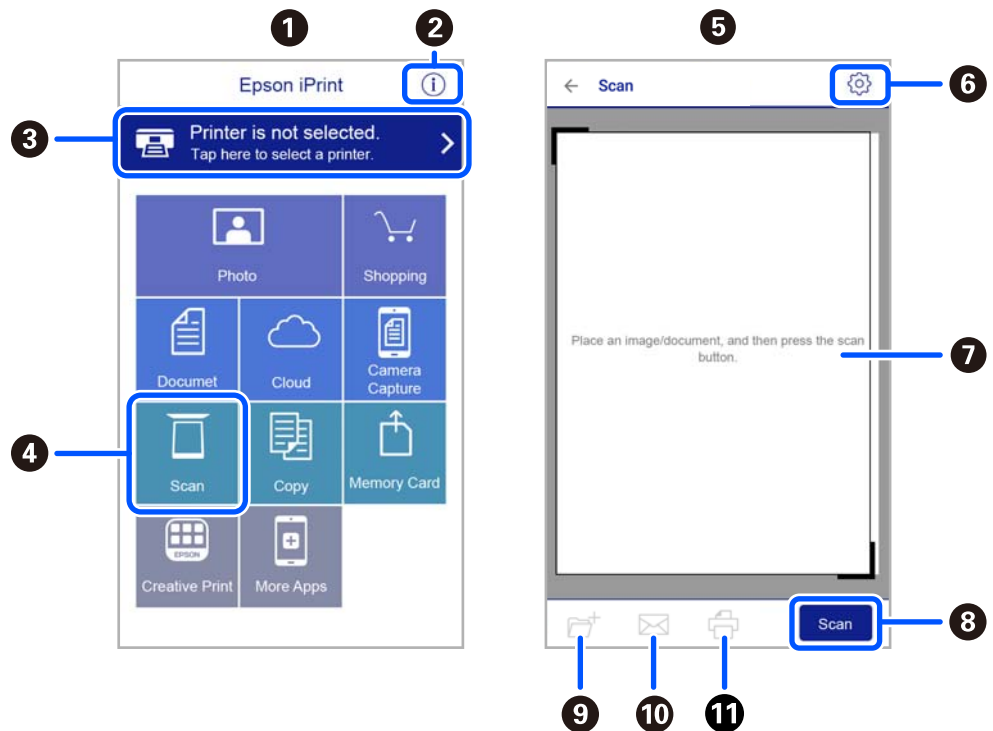 1
2
Epson iPrint
i
3
Printer is not selected.
Tap here to select a printer.
Photo
Shopping
Documet
Cloud
Camera
Capture
4
Scan
Copy
Memory Card
EPSON
Creative Print
More Apps
5
Scan
6
Place an image/document, and then press the scan
button.
7
Scan
8
9
10
11